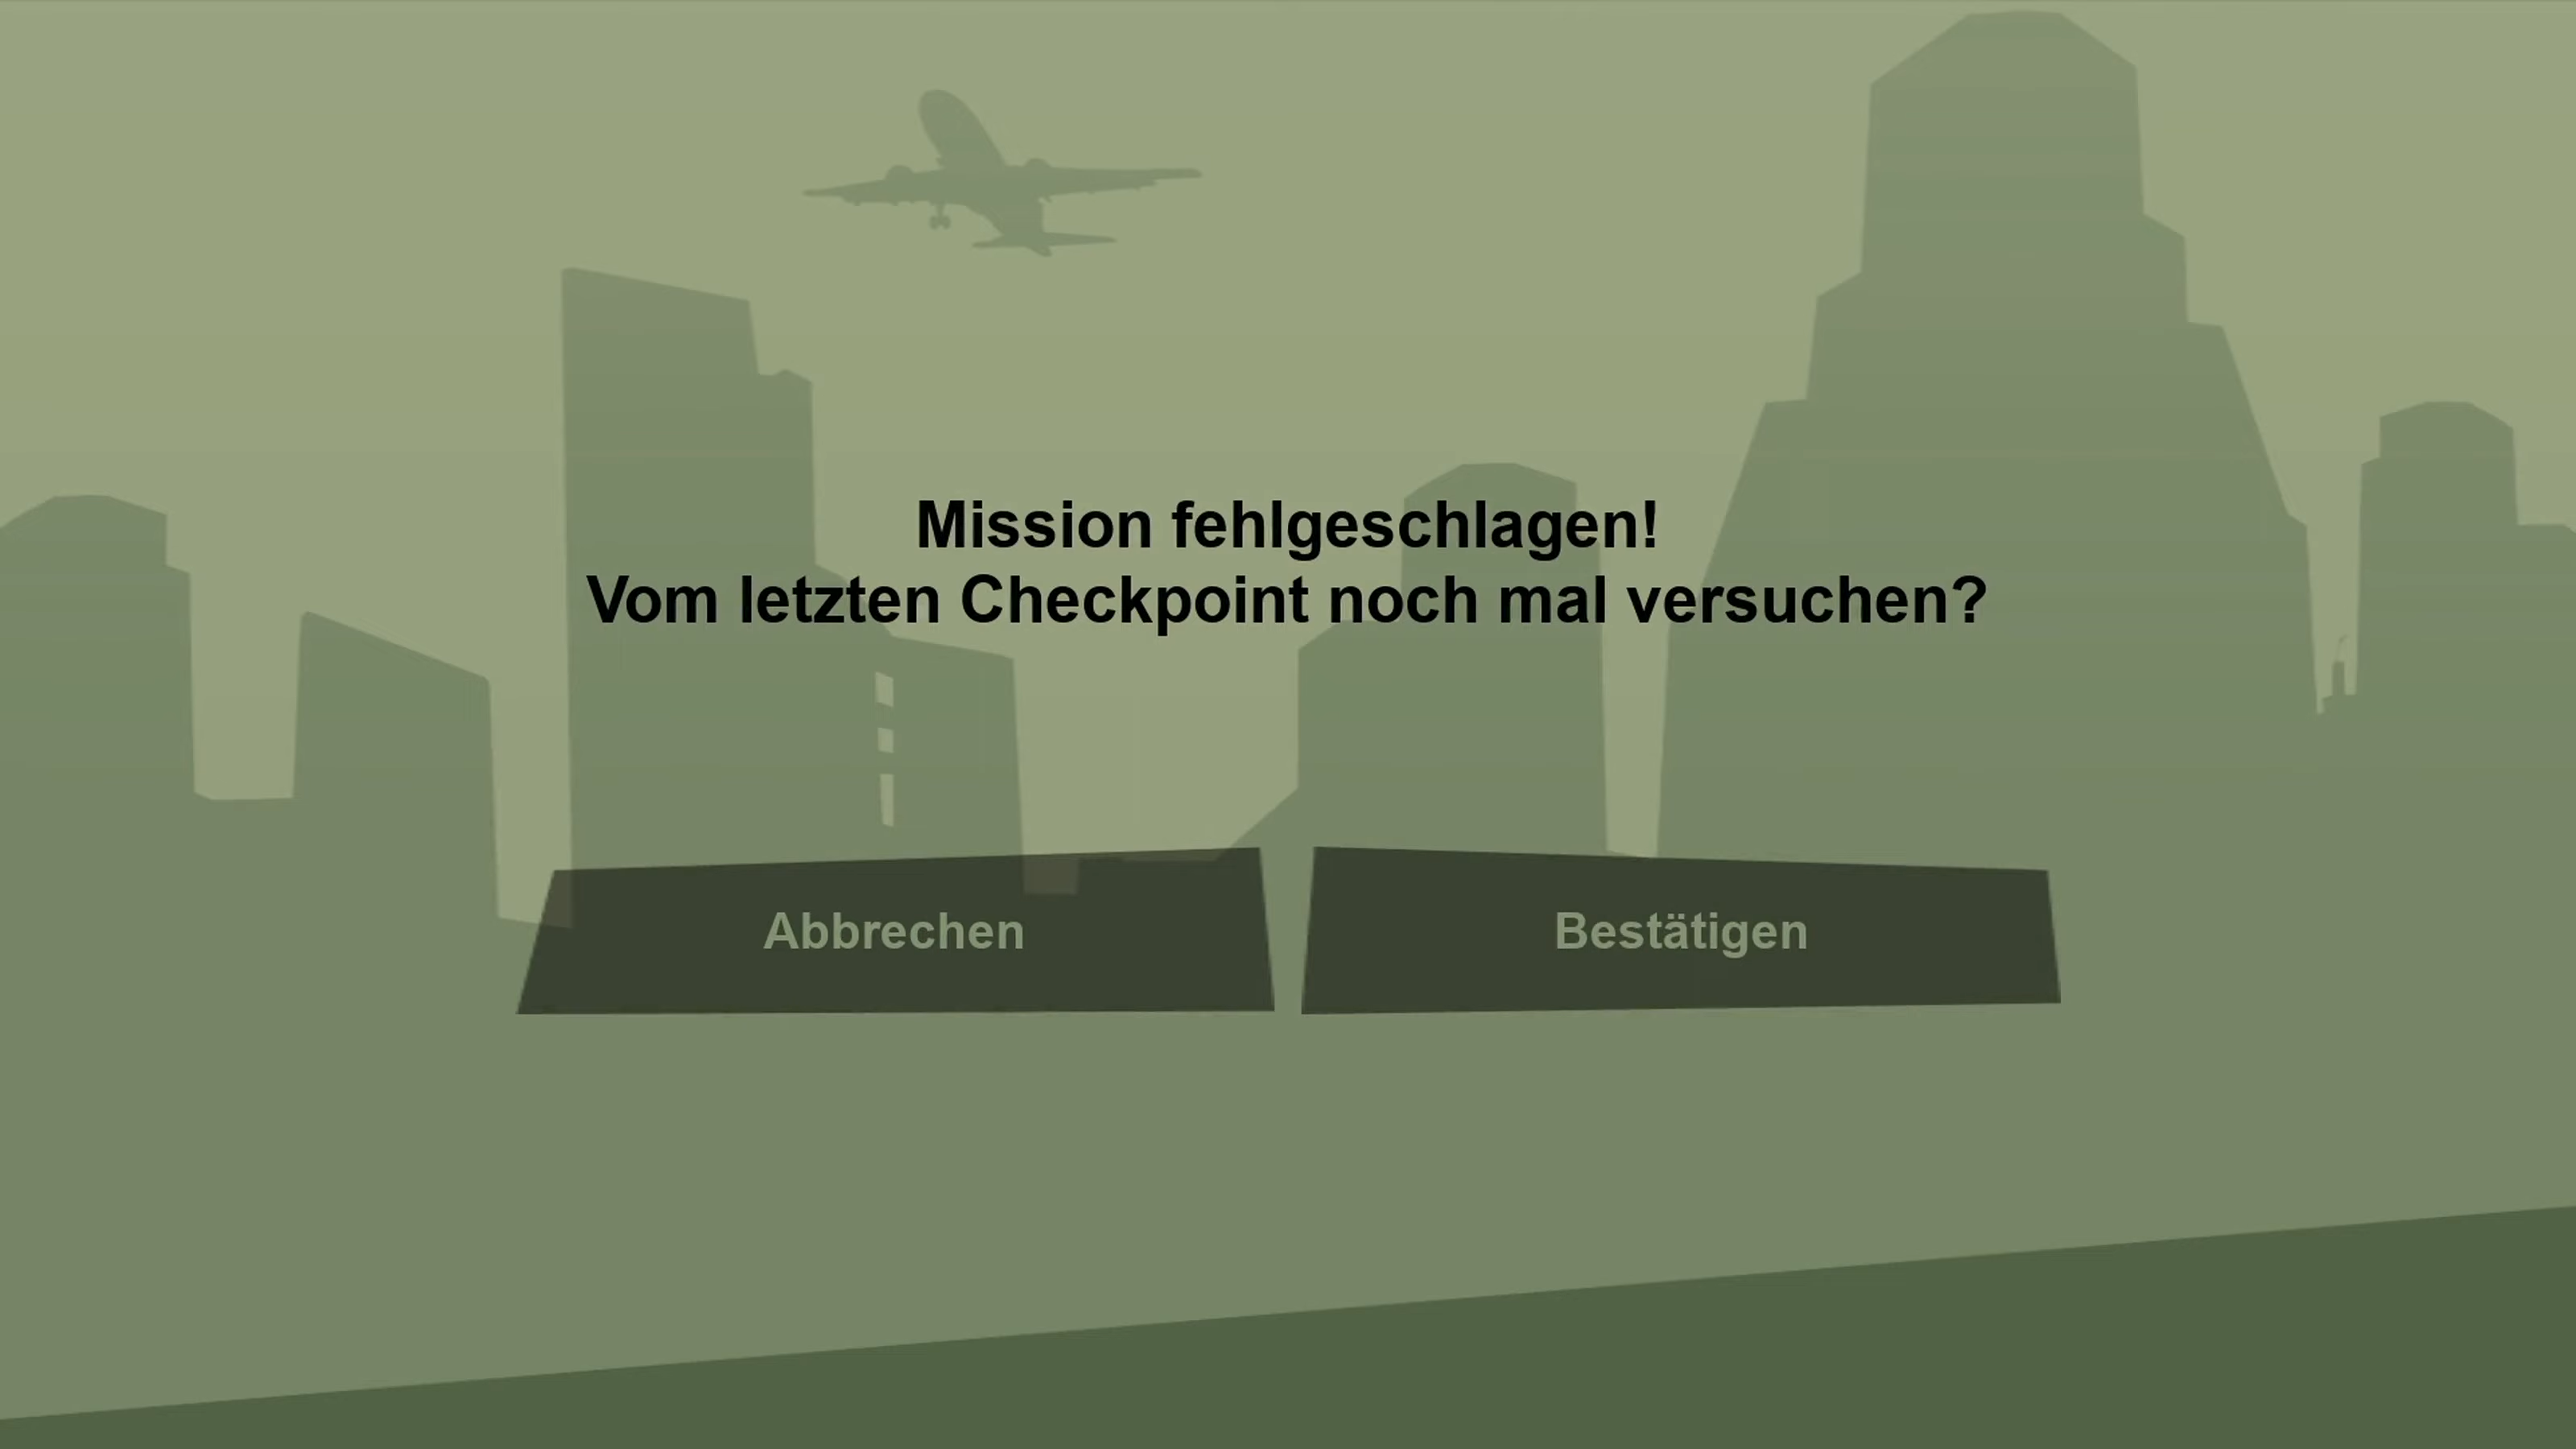 Mission fehlgeschlagen!
Vom letzten Checkpoint noch mal versuchen?
Abbrechen
Bestätigen